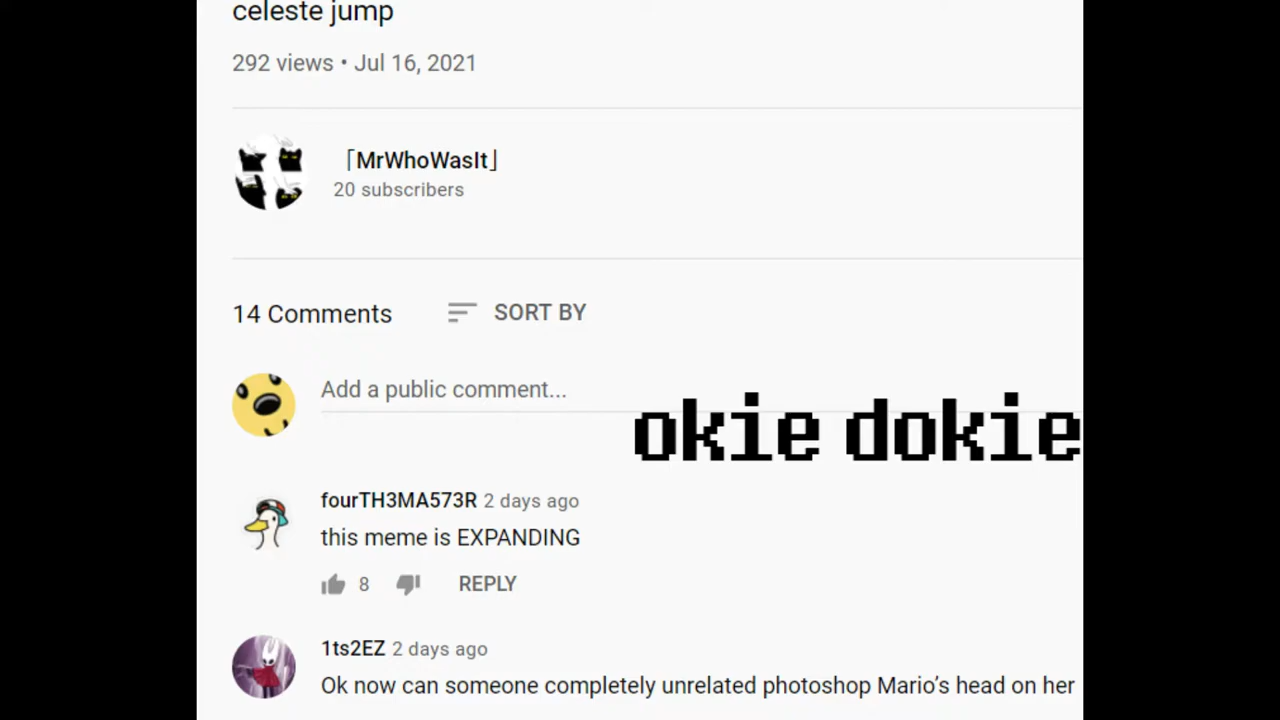 celeste jump
292 views • Jul 16, 2021
「MrWhoWasIt」
20 subscribers
14 Comments
SORT BY
Add a public comment...
okie dokie
fourTH3MA573R 2 days ago
this meme is EXPANDING
8
REPLY
1ts2EZ 2 days ago
Ok now can someone completely unrelated photoshop Mario’s head on her